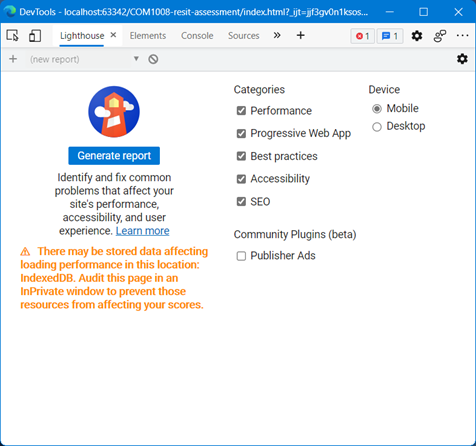 DevTools - localhost:63342/COM1008-resit-assessment/index.html?_ijt=jjf3gv0n1ksos...
Lighthouse Elements Console Sources 1 1
(new report)
Generate report
Identify and fix common
problems that affect your
site's performance,
accessibility, and user
experience. Learn more
There may be stored data affecting
loading performance in this location:
IndexedDB. Audit this page in an
InPrivate window to prevent those
resources from affecting your scores.
Categories
Performance
Progressive Web App
Best practices
Accessibility
SEO
Community Plugins (beta)
Publisher Ads
Device
Mobile
Desktop